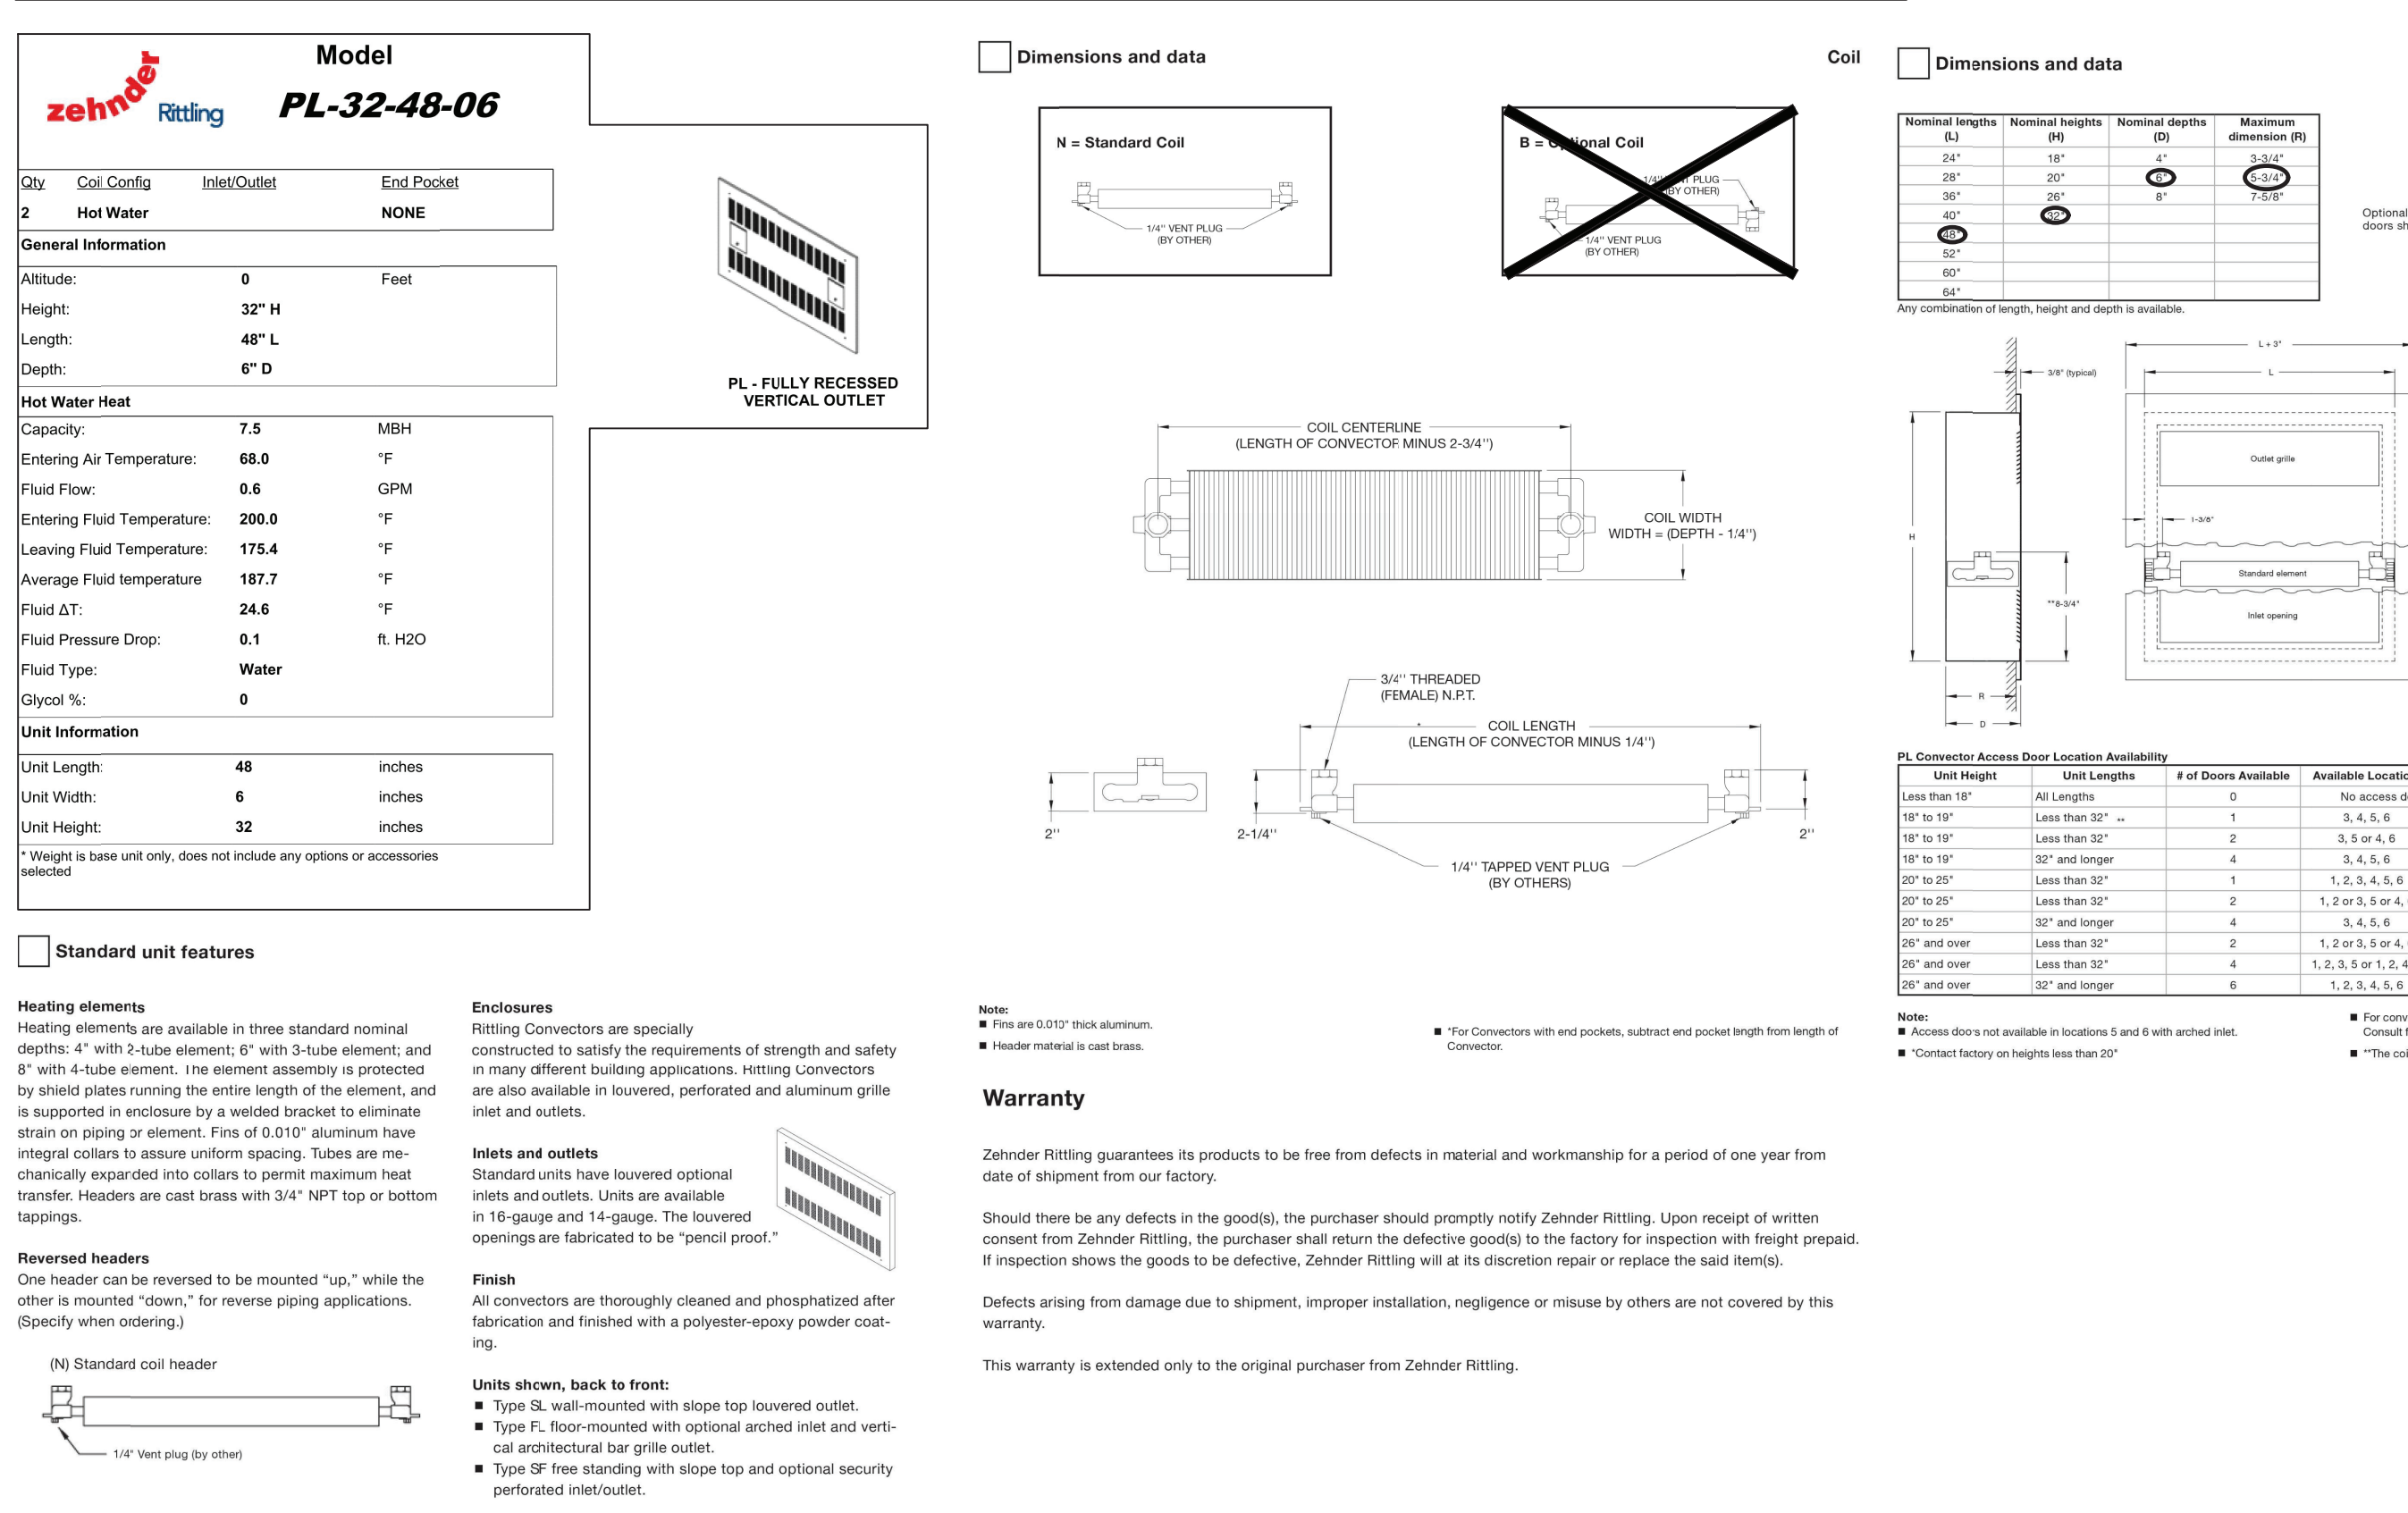 zehnder
Rittling
Model
PL-32-48-06
Qty Coil Config Inlet/Outlet End Pocket
2 Hot Water NONE
General Information
Altitude: 0 Feet
Height: 32" H
Length: 48" L
Depth: 6" D
Hot Water Heat
Capacity: 7.5 MBH
Entering Air Temperature: 68.0 °F
Fluid Flow: 0.6 GPM
Entering Fluid Temperature: 200.0 °F
Leaving Fluid Temperature: 175.4 °F
Average Fluid temperature 187.7 °F
Fluid ΔT: 24.6 °F
Fluid Pressure Drop: 0.1 ft. H2O
Fluid Type: Water
Glycol %: 0
Unit Information
Unit Length: 48 inches
Unit Width: 6 inches
Unit Height: 32 inches
* Weight is base unit only, does not include any options or accessories
selected
PL - FULLY RECESSED
VERTICAL OUTLET
Standard unit features
Heating elements
Heating elements are available in three standard nominal
depths: 4" with 2-tube element; 6" with 3-tube element; and
8" with 4-tube element. The element assembly is protected
by shield plates running the entire length of the element, and
is supported in enclosure by a welded bracket to eliminate
strain on piping or element. Fins of 0.010" aluminum have
integral collars to assure uniform spacing. Tubes are me-
chanically expanded into collars to permit maximum heat
transfer. Headers are cast brass with 3/4" NPT top or bottom
tappings.
Reversed headers
One header can be reversed to be mounted “up,” while the
other is mounted “down,” for reverse piping applications.
(Specify when ordering.)
(N) Standard coil header
1/4" Vent plug (by other)
Enclosures
Rittling Convectors are specially
constructed to satisfy the requirements of strength and safety
in many different building applications. Rittling Convectors
are also available in louvered, perforated and aluminum grille
inlet and outlets.
Inlets and outlets
Standard units have louvered optional
inlets and outlets. Units are available
in 16-gauge and 14-gauge. The louvered
openings are fabricated to be “pencil proof.”
Finish
All convectors are thoroughly cleaned and phosphatized after
fabrication and finished with a polyester-epoxy powder coat-
ing.
Units shown, back to front:
■ Type SL wall-mounted with slope top louvered outlet.
■ Type FL floor-mounted with optional arched inlet and verti-
cal architectural bar grille outlet.
■ Type SF free standing with slope top and optional security
perforated inlet/outlet.
Dimensions and data
Coil
N = Standard Coil
1/4'' VENT PLUG
(BY OTHER)
B = Coil
PLUG
(BY OTHER)
1/4'' VENT PLUG
(BY OTHER)
COIL CENTERLINE
(LENGTH OF CONVECTOR MINUS 2-3/4'')
COIL WIDTH
WIDTH = (DEPTH - 1/4'')
3/4'' THREADED
(FEMALE) N.P.T.
* COIL LENGTH
(LENGTH OF CONVECTOR MINUS 1/4'')
2''
2-1/4''
2''
1/4'' TAPPED VENT PLUG
(BY OTHERS)
Note:
■ Fins are 0.010" thick aluminum.
■ Header material is cast brass.
■ *For Convectors with end pockets, subtract end pocket length from length of
Convector.
Warranty
Zehnder Rittling guarantees its products to be free from defects in material and workmanship for a period of one year from
date of shipment from our factory.
Should there be any defects in the good(s), the purchaser should promptly notify Zehnder Rittling. Upon receipt of written
consent from Zehnder Rittling, the purchaser shall return the defective good(s) to the factory for inspection with freight prepaid.
If inspection shows the goods to be defective, Zehnder Rittling will at its discretion repair or replace the said item(s).
Defects arising from damage due to shipment, improper installation, negligence or misuse by others are not covered by this
warranty.
This warranty is extended only to the original purchaser from Zehnder Rittling.
Dimensions and data
Nominal lengths Nominal heights Nominal depths Maximum
(L) (H) (D) dimension (R)
24" 18" 4" 3-3/4"
28" 20" 6" 5-3/4"
36" 26" 8" 7-5/8"
40" 32"
48"
52"
60"
64"
Any combination of length, height and depth is available.
Optional
doors
3/8" (typical)
L + 3"
L
Outlet grille
1-3/8"
H
Standard element
**8-3/4"
Inlet opening
R
D
PL Convector Access Door Location Availability
Unit Height Unit Lengths # of Doors Available Available
Less than 18" All Lengths 0 No access
18" to 19" Less than 32" ** 1 3, 4, 5, 6
18" to 19" Less than 32" 2 3, 5 or 4, 6
18" to 19" 32" and longer 4 3, 4, 5, 6
20" to 25" Less than 32" 1 1, 2, 3, 4, 5, 6
20" to 25" Less than 32" 2 1, 2 or 3, 5 or 4,
20" to 25" 32" and longer 4 3, 4, 5, 6
26" and over Less than 32" 2 1, 2 or 3, 5 or 4,
26" and over Less than 32" 4 1, 2, 3, 5 or 1, 2, 4
26" and over 32" and longer 6 1, 2, 3, 4, 5, 6
Note:
■ Access doors not available in locations 5 and 6 with arched inlet.
■ *Contact factory on heights less than 20"
■ For
Consult
■ **The